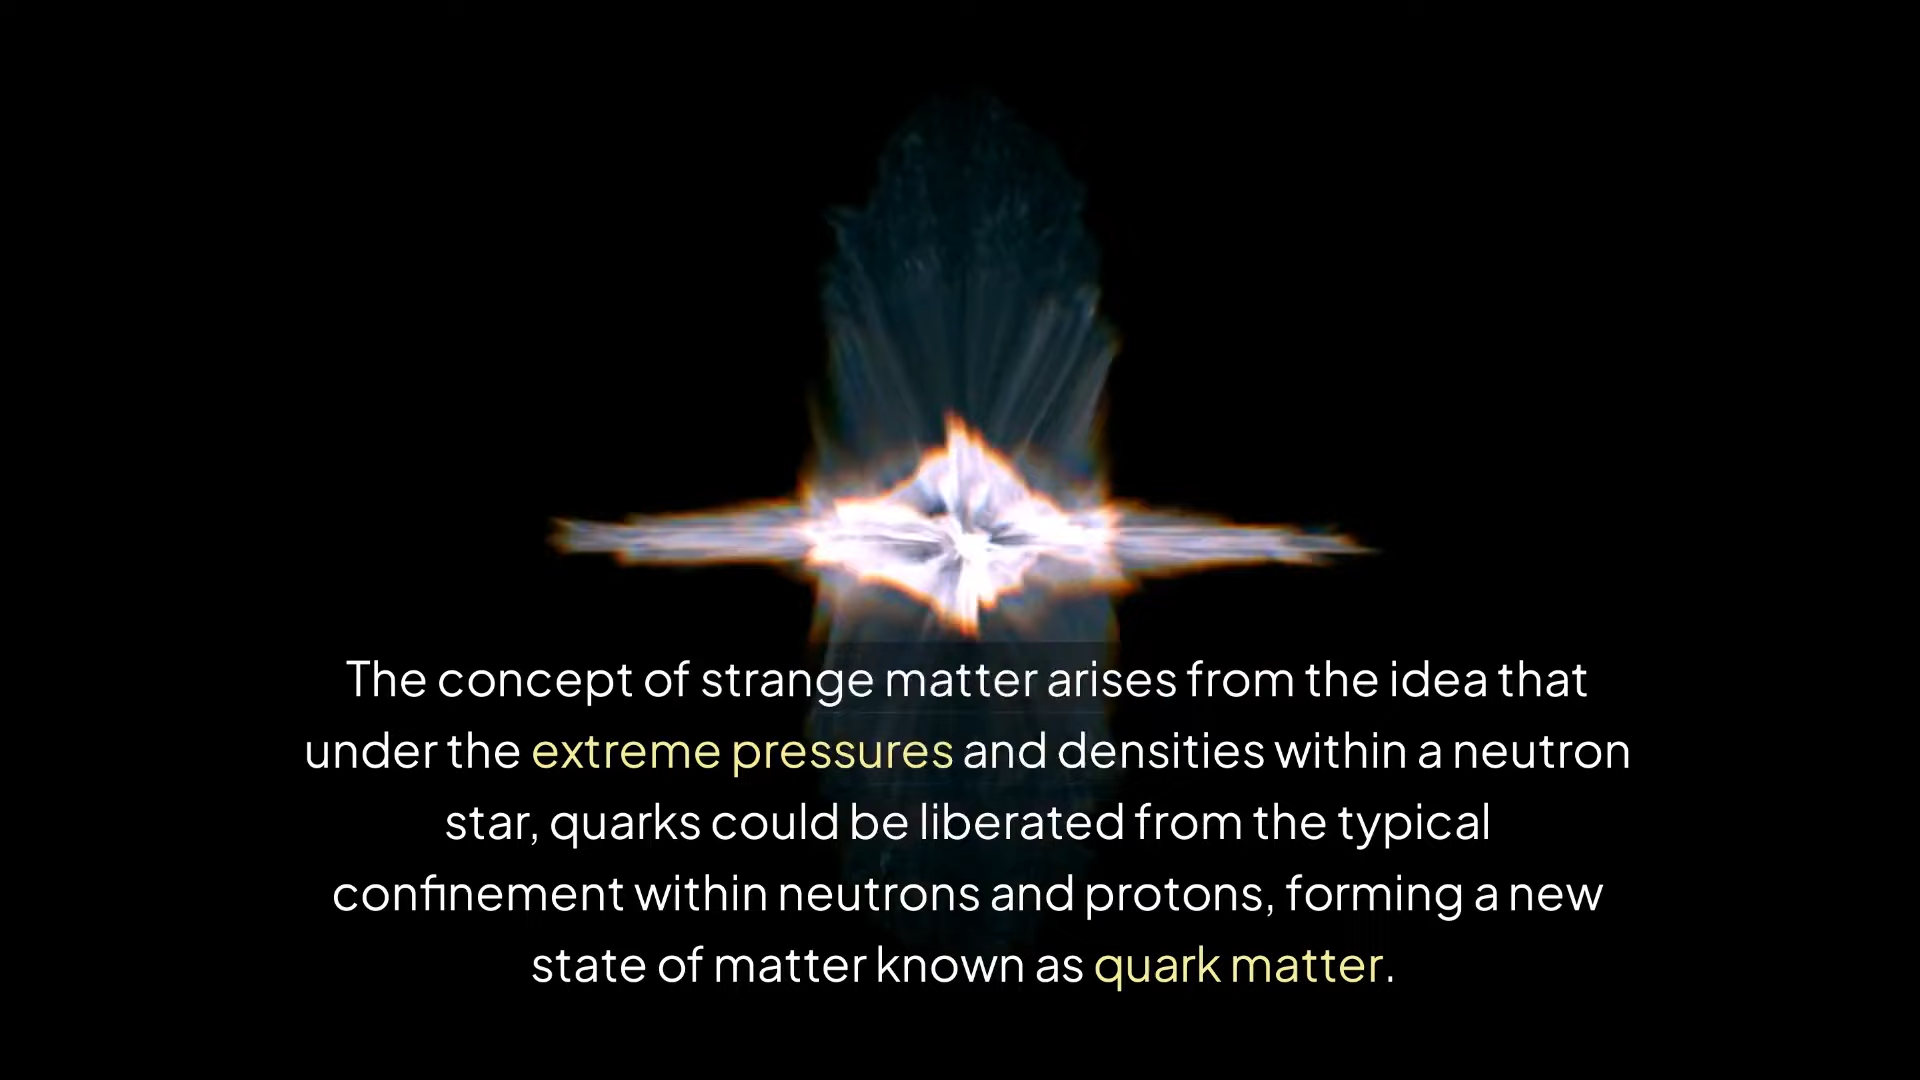 The concept of strange matter arises from the idea that
under the extreme pressures and densities within a neutron
star, quarks could be liberated from the typical
confinement within neutrons and protons, forming a new
state of matter known as quark matter.